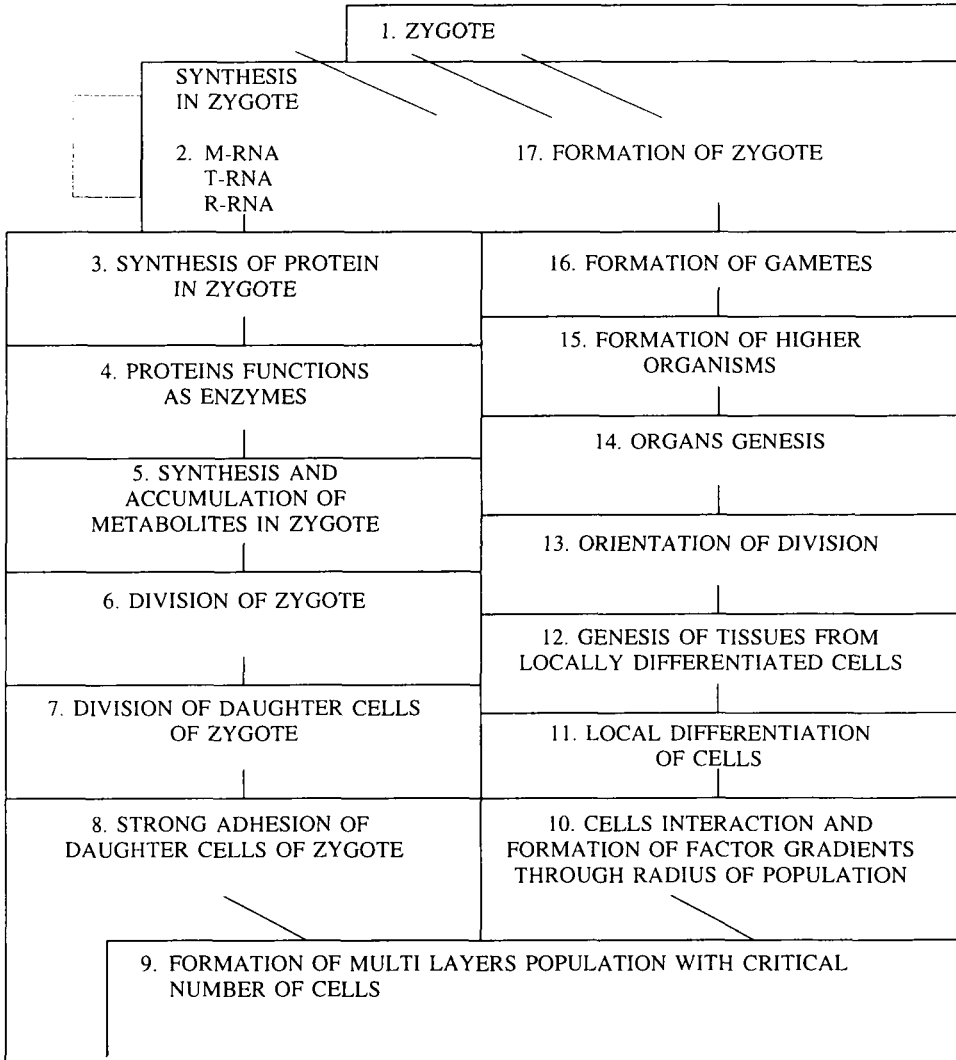 1. ZYGOTE
SYNTHESIS
IN ZYGOTE
2. M-RNA
T-RNA
R-RNA
17. FORMATION OF ZYGOTE
3. SYNTHESIS OF PROTEIN
IN ZYGOTE
16. FORMATION OF GAMETES
15. FORMATION OF HIGHER
ORGANISMS
4. PROTEINS FUNCTIONS
AS ENZYMES
14. ORGANS GENESIS
5. SYNTHESIS AND
ACCUMULATION OF
METABOLITES IN ZYGOTE
13. ORIENTATION OF DIVISION
6. DIVISION OF ZYGOTE
12. GENESIS OF TISSUES FROM
LOCALLY DIFFERENTIATED CELLS
7. DIVISION OF DAUGHTER CELLS
OF ZYGOTE
11. LOCAL DIFFERENTIATION
OF CELLS
8. STRONG ADHESION OF
DAUGHTER CELLS OF ZYGOTE
10. CELLS INTERACTION AND
FORMATION OF FACTOR GRADIENTS
THROUGH RADIUS OF POPULATION
9. FORMATION OF MULTI LAYERS POPULATION WITH CRITICAL
NUMBER OF CELLS